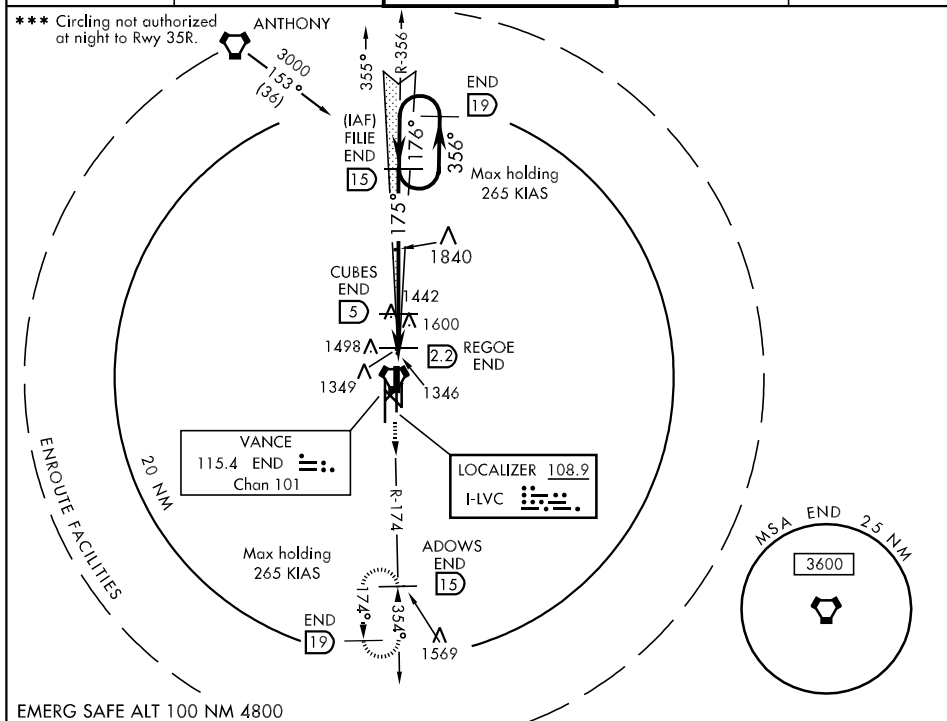 *** Circling not authorized
at night to Rwy 35R.
ANTHONY
3000
153°
(36)
355°
R-356
END
19
(IAF)
FILIE
END
15
176°
356°
Max holding
265 KIAS
175°
1840
CUBES
END
5
1442
1600
1498
2.2
REGOE
END
1349
1346
VANCE
115.4 END
Chan 101
LOCALIZER 108.9
I-LVC
20 NM
ENROUTE FACILITIES
R-174
Max holding
265 KIAS
ADOWS
END
15
174°
354°
END
19
1569
MSA END 25 NM
3600
EMERG SAFE ALT 100 NM 4800